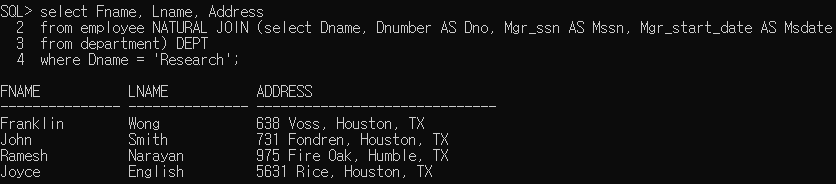 SQL> select Fname, Lname, Address
  2  from employee NATURAL JOIN (select Dname, Dnumber AS Dno, Mgr_ssn AS Mssn, Mgr_start_date AS Msdate
  3  from department) DEPT
  4  where Dname = 'Research';

FNAME           LNAME           ADDRESS
--------------- --------------- ------------------------------
Franklin        Wong            638 Voss, Houston, TX
John            Smith           731 Fondren, Houston, TX
Ramesh          Narayan         975 Fire Oak, Humble, TX
Joyce           English         5631 Rice, Houston, TX